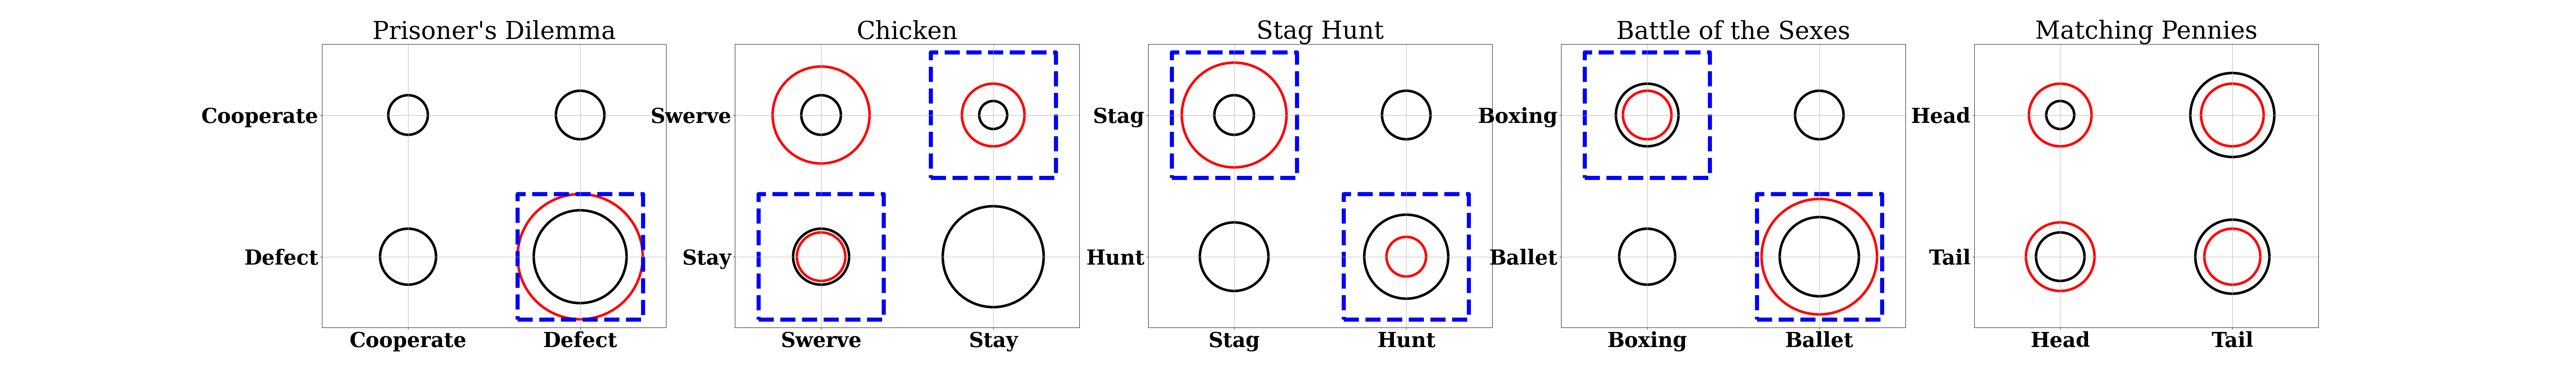 Prisoner's Dilemma
Cooperate
Defect
Cooperate Defect
Chicken
Swerve
Stay
Swerve Stay
Stag Hunt
Stag
Hunt
Stag Hunt
Battle of the Sexes
Boxing
Ballet
Boxing Ballet
Matching Pennies
Head
Tail
Head Tail